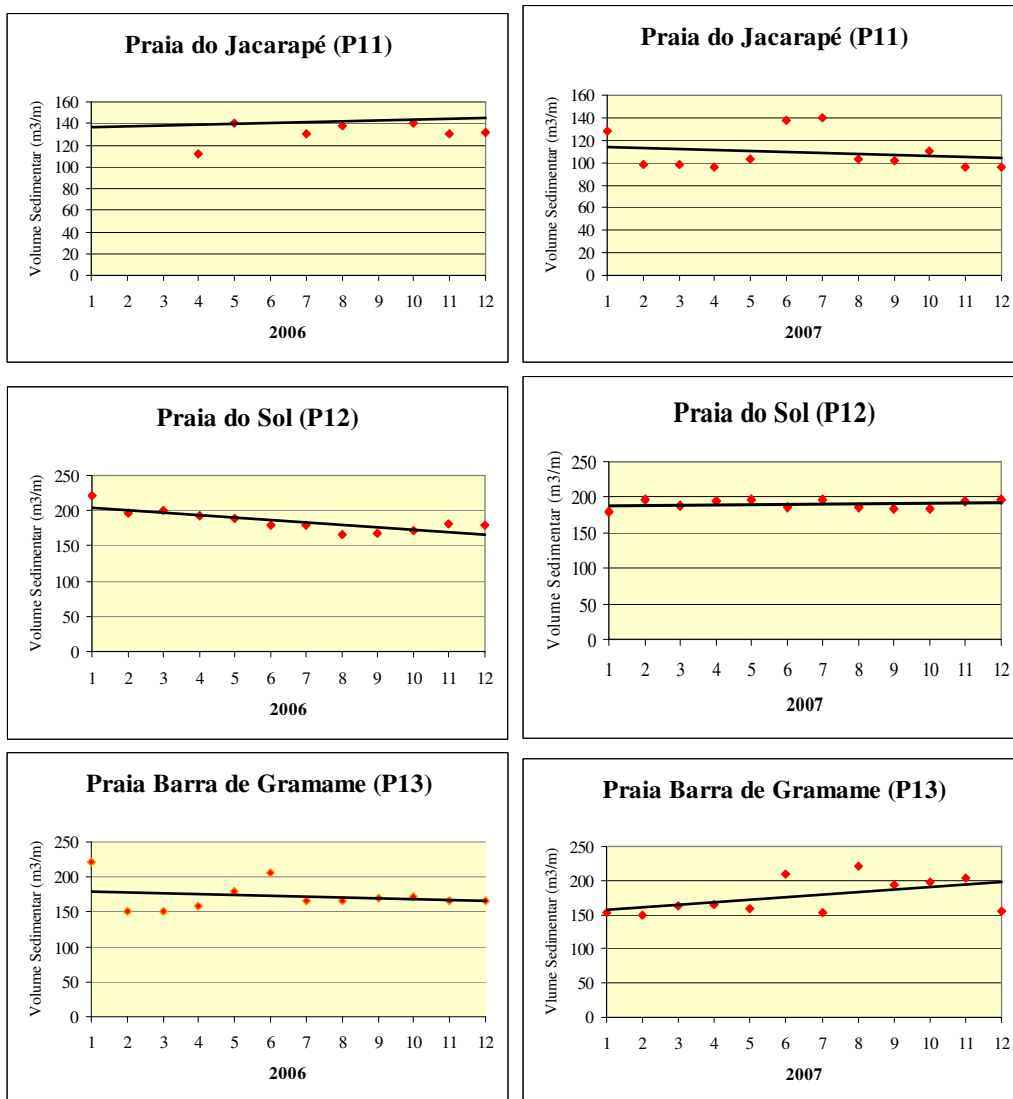 Praia do Jacarapé (P11)
Volume Sedimentar (m3/m)
160
140
120
100
80
60
40
20
0
1 2 3 4 5 6 7 8 9 10 11 12
2006
Praia do Jacarapé (P11)
Volume Sedimentar (m3/m)
160
140
120
100
80
60
40
20
0
1 2 3 4 5 6 7 8 9 10 11 12
2007
Praia do Sol (P12)
Volume Sedimentar (m3/m)
250
200
150
100
50
0
1 2 3 4 5 6 7 8 9 10 11 12
2006
Praia do Sol (P12)
Volume Sedimentar (m3/m)
250
200
150
100
50
0
1 2 3 4 5 6 7 8 9 10 11 12
2007
Praia Barra de Gramame (P13)
Volume Sedimentar (m3/m)
250
200
150
100
50
0
1 2 3 4 5 6 7 8 9 10 11 12
2006
Praia Barra de Gramame (P13)
Vlume Sedimentar (m3/m)
250
200
150
100
50
0
1 2 3 4 5 6 7 8 9 10 11 12
2007